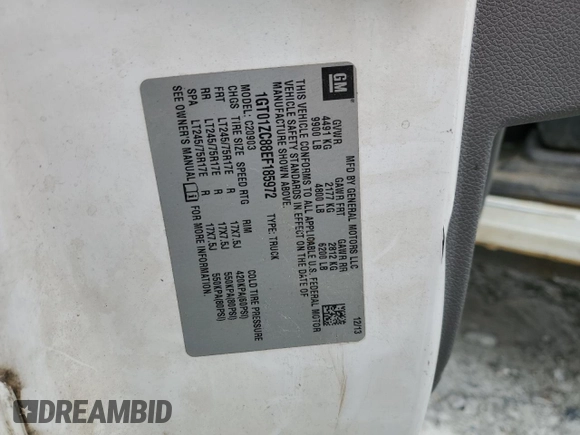 GM
MFD BY GENERAL MOTORS LLC
12/13
GVWR GAWR FRT GAWR RR
4491 KG 2177 KG 2812 KG
9900 LB 4800 LB 6200 LB
THIS VEHICLE CONFORMS TO ALL APPLICABLE U.S. FEDERAL MOTOR
VEHICLE SAFETY STANDARDS IN EFFECT ON THE DATE OF
MANUFACTURE SHOWN ABOVE.
1GT01ZC88EF185972 TYPE: TRUCK
MODEL: C20903
CHGS TIRE SIZE SPEED RTG RIM COLD TIRE PRESSURE
FRT LT245/75R17E R 17X7.5J 420KPA(60PSI)
RR LT245/75R17E R 17X7.5J 550KPA(80PSI)
SPA LT245/75R17E R 17X7.5J 550KPA(80PSI)
SEE OWNER'S MANUAL FOR MORE INFORMATION.
DREAMBID